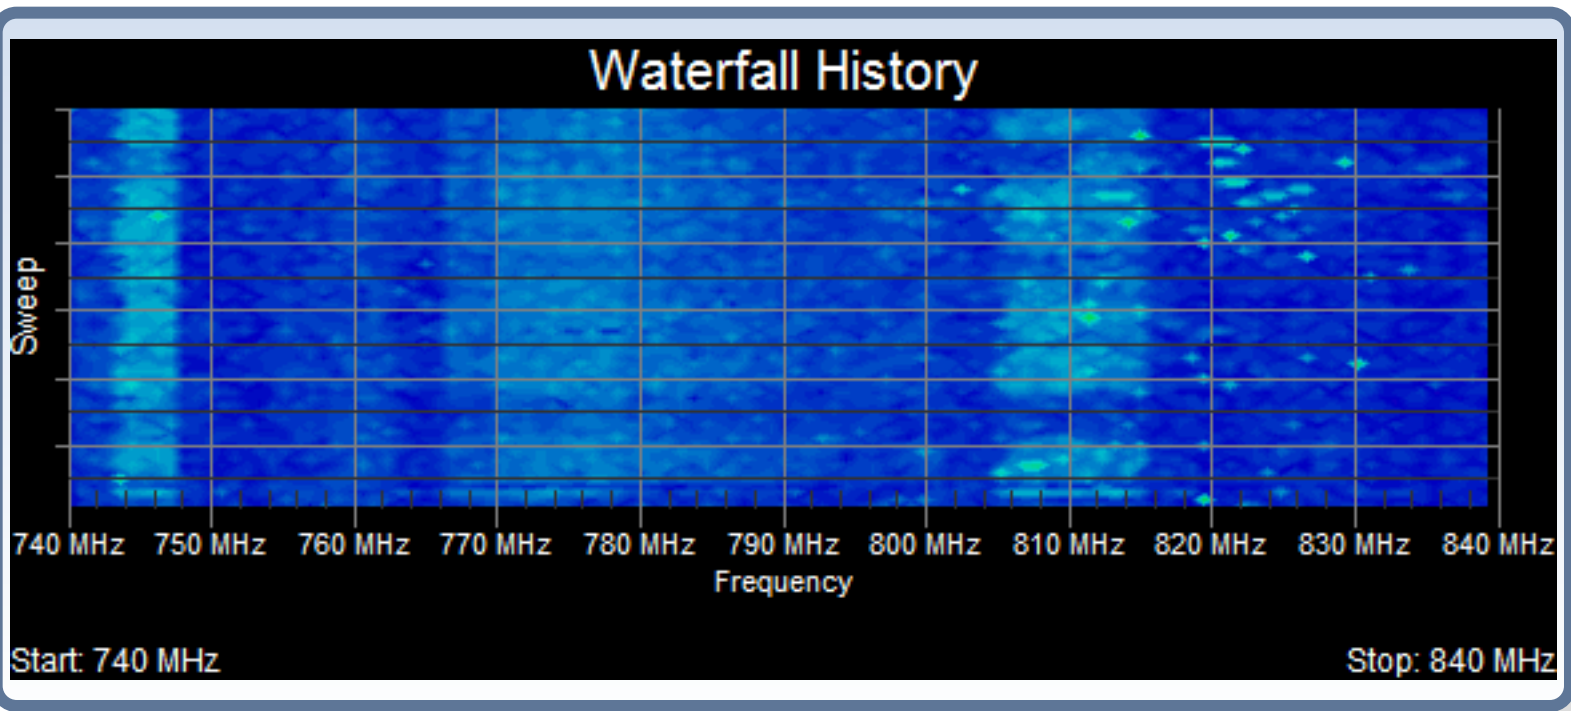 Waterfall History
Sweep
740 MHz 750 MHz 760 MHz 770 MHz 780 MHz 790 MHz 800 MHz 810 MHz 820 MHz 830 MHz 840 MHz
Frequency
Start: 740 MHz Stop: 840 MHz